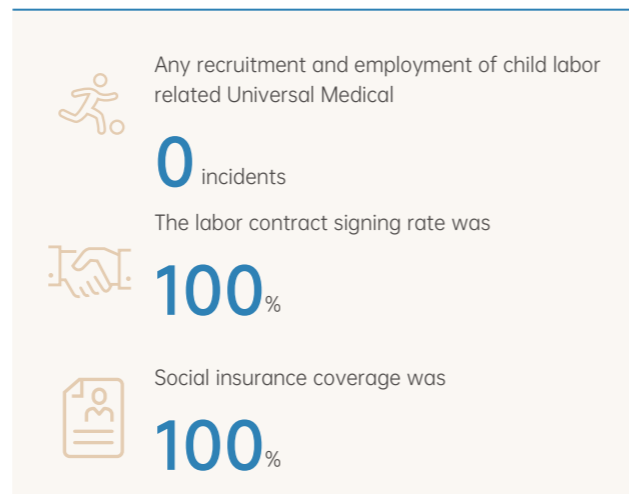 Any recruitment and employment of child labor
related Universal Medical
0 incidents
The labor contract signing rate was
100%
Social insurance coverage was
100%